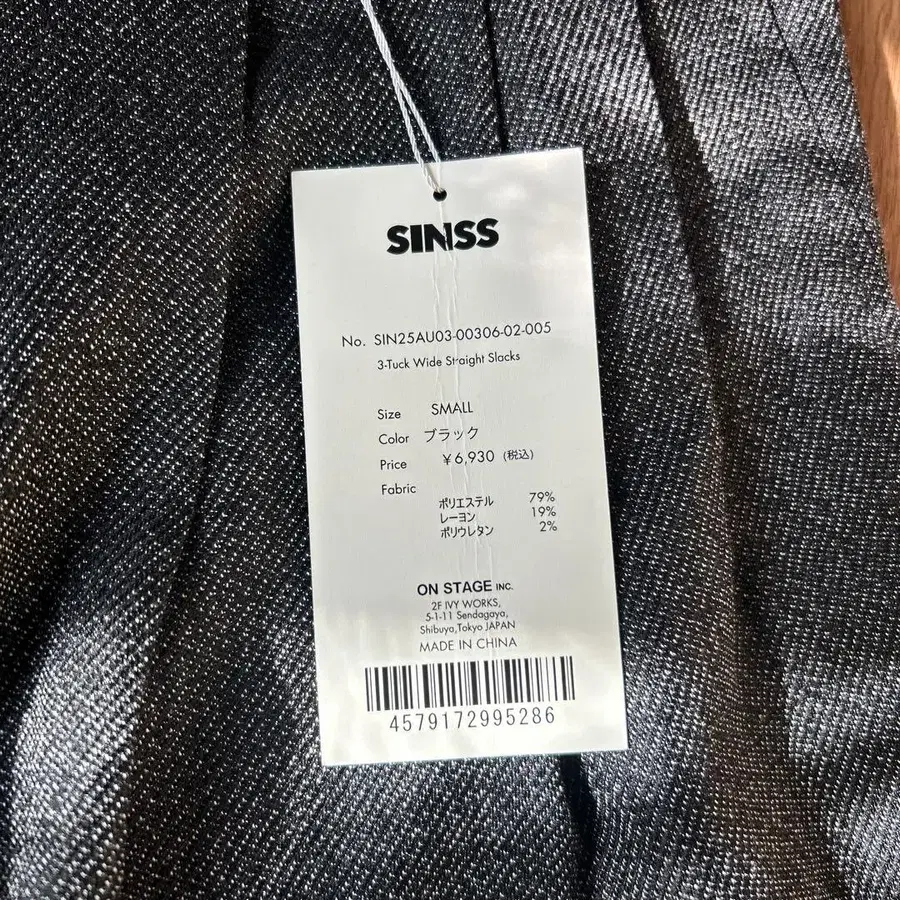 SINSS
No. SIN25AU03-00306-02-005
3-Tuck Wide Straight Slacks
Size SMALL
Color ブラック
Price ¥6,930 (税込)
Fabric
ポリエステル 79%
レーヨン 19%
ポリウレタン 2%
ON STAGE INC.
2F IVY WORKS,
5-1-11 Sendagaya,
Shibuya,Tokyo JAPAN
MADE IN CHINA
4579172995286